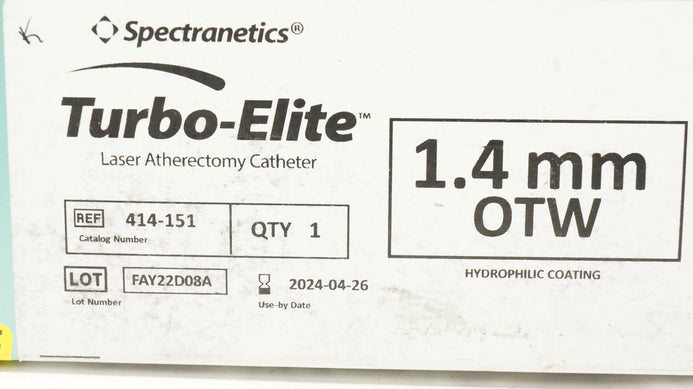 Spectranetics®
Turbo-Elite™
Laser Atherectomy Catheter
1.4 mm
OTW
HYDROPHILIC COATING
REF 414-151 QTY 1
Catalog Number
LOT FAY22D08A 2024-04-26
Lot Number Use-by Date